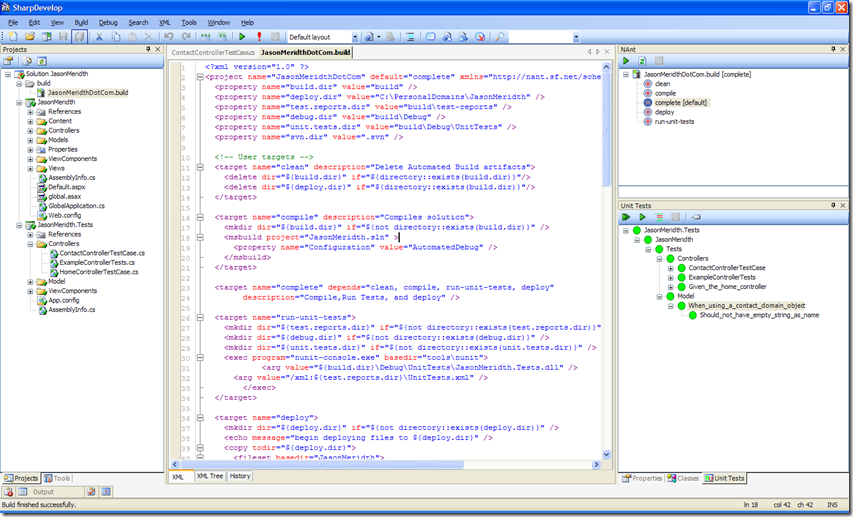 SharpDevelop
File Edit View Build Debug Search XML Tools Window Help
Default layout
Projects
Solution JasonMeridth
build
JasonMeridthDotCom.build
JasonMeridth
References
Content
Controllers
Models
Properties
ViewComponents
Views
AssemblyInfo.cs
Default.aspx
global.asax
GlobalApplication.cs
Web.config
JasonMeridth.Tests
References
Controllers
ContactControllerTestCase.cs
ExampleControllerTests.cs
HomeControllerTestCase.cs
Model
ViewComponents
App.config
AssemblyInfo.cs
Projects Tools
Output
ContactControllerTestCase.cs JasonMeridthDotCom.build
1 <?xml version="1.0" ?>
2 <project name="JasonMeridthDotCom" default="complete" xmlns="http://nant.sf.net/sche
3 <property name="build.dir" value="build" />
4 <property name="deploy.dir" value="C:\PersonalDomains\JasonMeridth" />
5 <property name="test.reports.dir" value="build\test-reports" />
6 <property name="debug.dir" value="build\Debug" />
7 <property name="unit.tests.dir" value="build\Debug\UnitTests" />
8 <property name="svn.dir" value=".svn" />
9
10 <!-- User targets -->
11 <target name="clean" description="Delete Automated Build artifacts">
12 <delete dir="${build.dir}" if="${directory::exists(build.dir)}"/>
13 <delete dir="${deploy.dir}" if="${directory::exists(build.dir)}"/>
14 </target>
15
16 <target name="compile" description="Compiles solution">
17 <mkdir dir="${build.dir}" if="${not directory::exists(build.dir)}" />
18 <msbuild project="JasonMeridth.sln" >
19 <property name="Configuration" value="AutomatedDebug" />
20 </msbuild>
21 </target>
22
23 <target name="complete" depends="clean, compile, run-unit-tests, deploy"
24 description="Compile,Run Tests, and deploy" />
25
26 <target name="run-unit-tests">
27 <mkdir dir="${test.reports.dir}" if="${not directory::exists(test.reports.dir)}"
28 <mkdir dir="${debug.dir}" if="${not directory::exists(debug.dir)}" />
29 <mkdir dir="${unit.tests.dir}" if="${not directory::exists(unit.tests.dir)}" />
30 <exec program="nunit-console.exe" basedir="tools\nunit">
31 <arg value="${build.dir}\Debug\UnitTests\JasonMeridth.Tests.dll" />
32 <arg value="/xml:${test.reports.dir}\UnitTests.xml" />
33 </exec>
34 </target>
35
36 <target name="deploy">
37 <mkdir dir="${deploy.dir}" if="${not directory::exists(deploy.dir)}" />
38 <echo message="begin deploying files to ${deploy.dir}" />
39 <copy todir="${deploy.dir}">
40 <fileset basedir="JasonMeridth">
XML XML Tree History
NAnt
JasonMeridthDotCom.build [complete]
clean
compile
complete [default]
deploy
run-unit-tests
Unit Tests
JasonMeridth.Tests
JasonMeridth
Tests
Controllers
ContactControllerTestCase
ExampleControllerTests
Given_the_home_controller
Model
When_using_a_contact_domain_object
Should_not_have_empty_string_as_name
Properties Classes Unit Tests
Build finished successfully.
ln 18 col 42 ch 42 INS